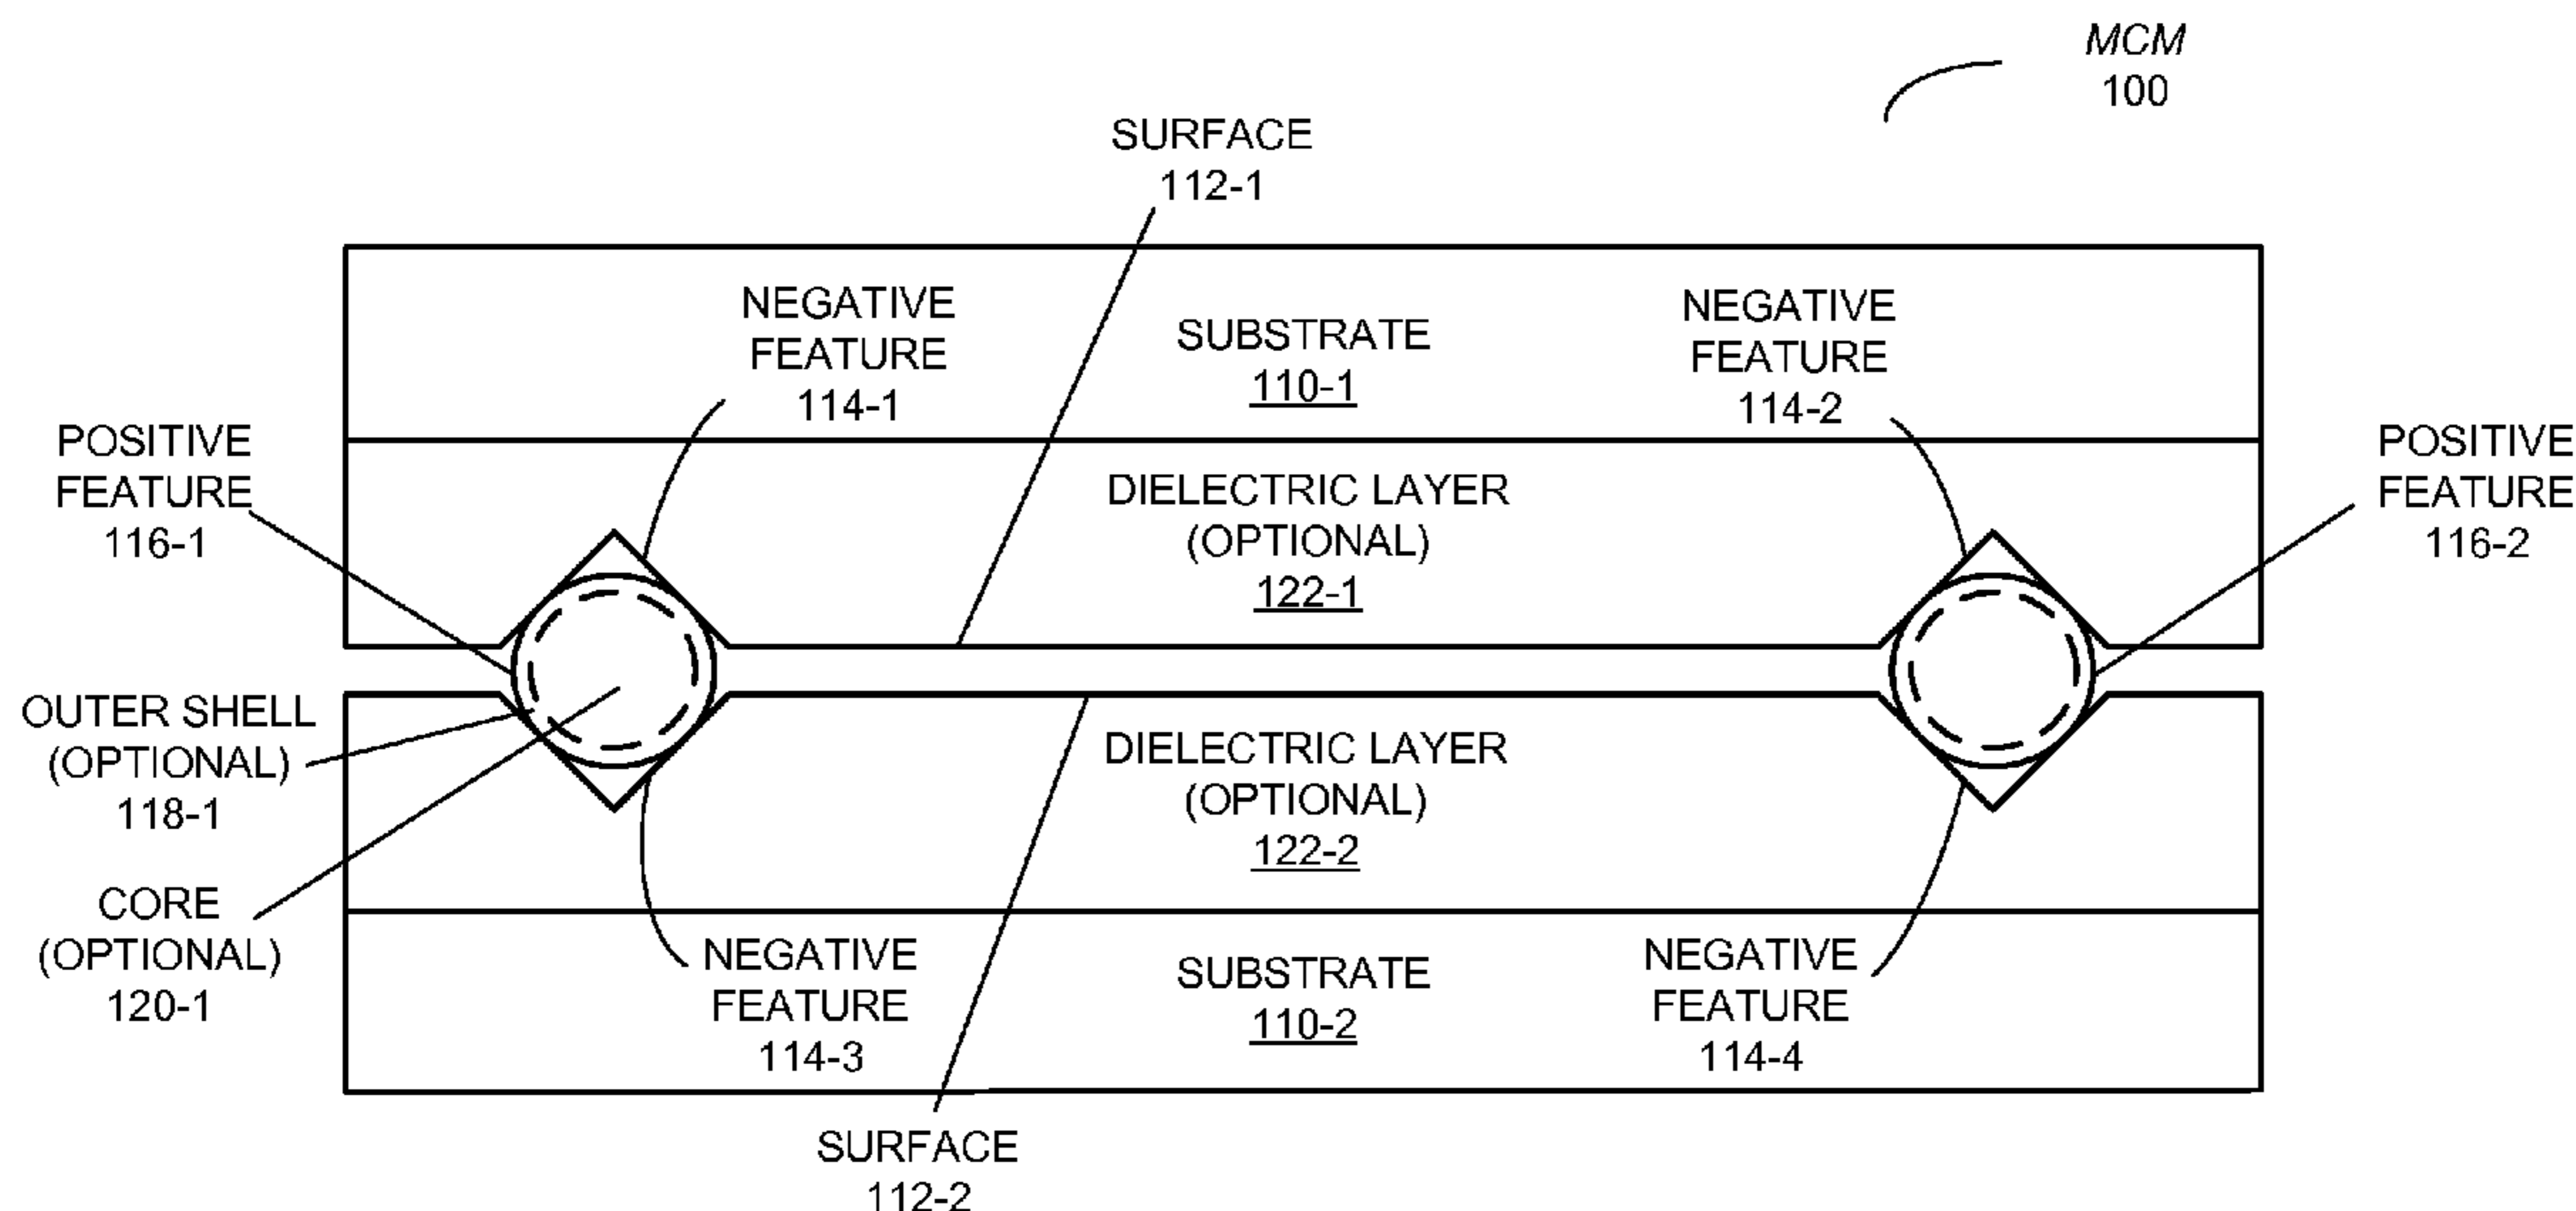 MCM
100
SURFACE
112-1
NEGATIVE
FEATURE
114-1
SUBSTRATE
110-1
NEGATIVE
FEATURE
114-2
POSITIVE
FEATURE
116-1
DIELECTRIC LAYER
(OPTIONAL)
122-1
POSITIVE
FEATURE
116-2
OUTER SHELL
(OPTIONAL)
118-1
DIELECTRIC LAYER
(OPTIONAL)
122-2
CORE
(OPTIONAL)
120-1
NEGATIVE
FEATURE
114-3
SUBSTRATE
110-2
NEGATIVE
FEATURE
114-4
SURFACE
112-2